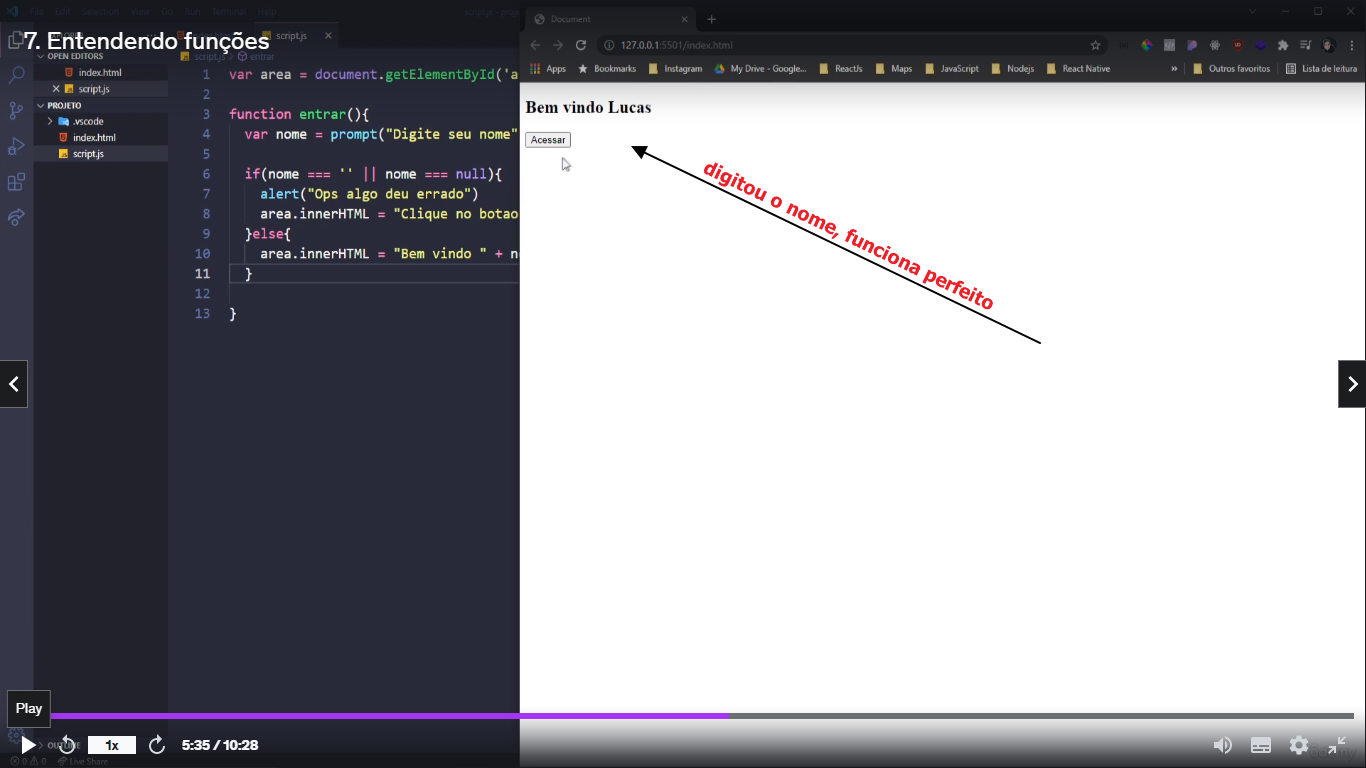 File Edit Selection View Go Run Terminal Help
7. Entendendo funções
script.js
OPEN EDITORS
index.html
script.js
PROJETO
.vscode
index.html
script.js
script.js > entrar
1 var area = document.getElementById('a
2
3 function entrar(){
4 var nome = prompt("Digite seu nome"
5
6 if(nome === '' || nome === null){
7 alert("Ops algo deu errado")
8 area.innerHTML = "Clique no botao
9 }else{
10 area.innerHTML = "Bem vindo " + n
11 }
12
13 }
Document
127.0.0.1:5501/index.html
Apps Bookmarks Instagram My Drive - Google... ReactJs Maps JavaScript Nodejs React Native » Outros favoritos Lista de leitura
Bem vindo Lucas
Acessar
digitou o nome, funciona perfeito
Play
OUTLINE
1x
5:35 / 10:28
0 0 Live Share